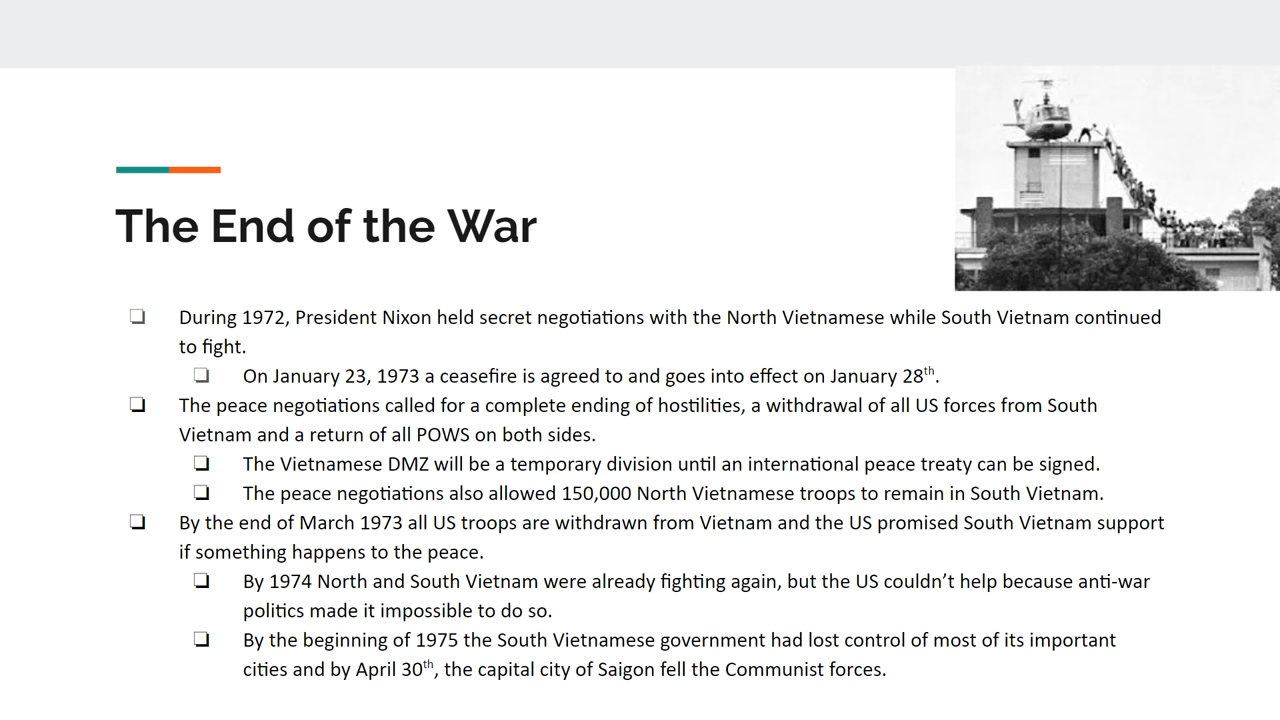 The End of the War
❏ During 1972, President Nixon held secret negotiations with the North Vietnamese while South Vietnam continued
to fight.
❏ On January 23, 1973 a ceasefire is agreed to and goes into effect on January 28th.
❏ The peace negotiations called for a complete ending of hostilities, a withdrawal of all US forces from South
Vietnam and a return of all POWS on both sides.
❏ The Vietnamese DMZ will be a temporary division until an international peace treaty can be signed.
❏ The peace negotiations also allowed 150,000 North Vietnamese troops to remain in South Vietnam.
❏ By the end of March 1973 all US troops are withdrawn from Vietnam and the US promised South Vietnam support
if something happens to the peace.
❏ By 1974 North and South Vietnam were already fighting again, but the US couldn’t help because anti-war
politics made it impossible to do so.
❏ By the beginning of 1975 the South Vietnamese government had lost control of most of its important
cities and by April 30th, the capital city of Saigon fell the Communist forces.